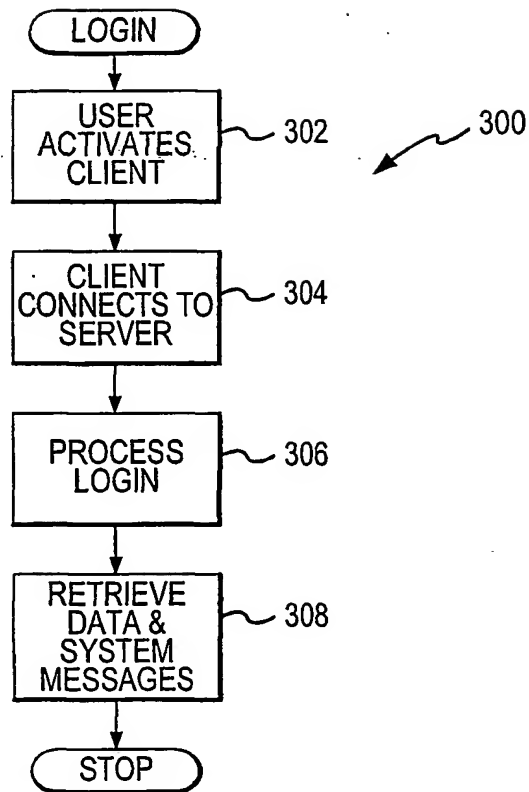 LOGIN
USER
ACTIVATES
CLIENT
302
300
CLIENT
CONNECTS TO
SERVER
304
PROCESS
LOGIN
306
RETRIEVE
DATA &
SYSTEM
MESSAGES
308
STOP